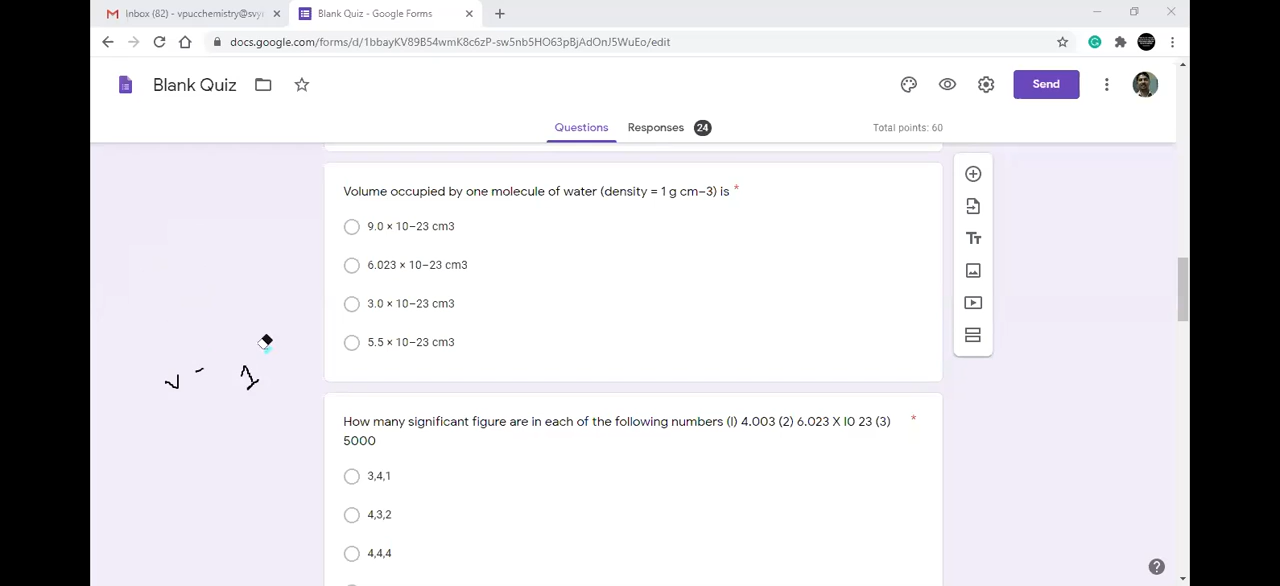 Inbox (82) - vpucchemistry@svy
Blank Quiz - Google Forms
docs.google.com/forms/d/1bbayKV89B54wmK8c6zP-sw5nb5HO63pBjAdOnJ5WuEo/edit
Blank Quiz
Send
Questions
Responses 24
Total points: 60
Volume occupied by one molecule of water (density = 1 g cm–3) is *
9.0 × 10–23 cm3
6.023 × 10–23 cm3
3.0 × 10–23 cm3
5.5 × 10–23 cm3
How many significant figure are in each of the following numbers (I) 4.003 (2) 6.023 X I0 23 (3) *
5000
3,4,1
4,3,2
4,4,4